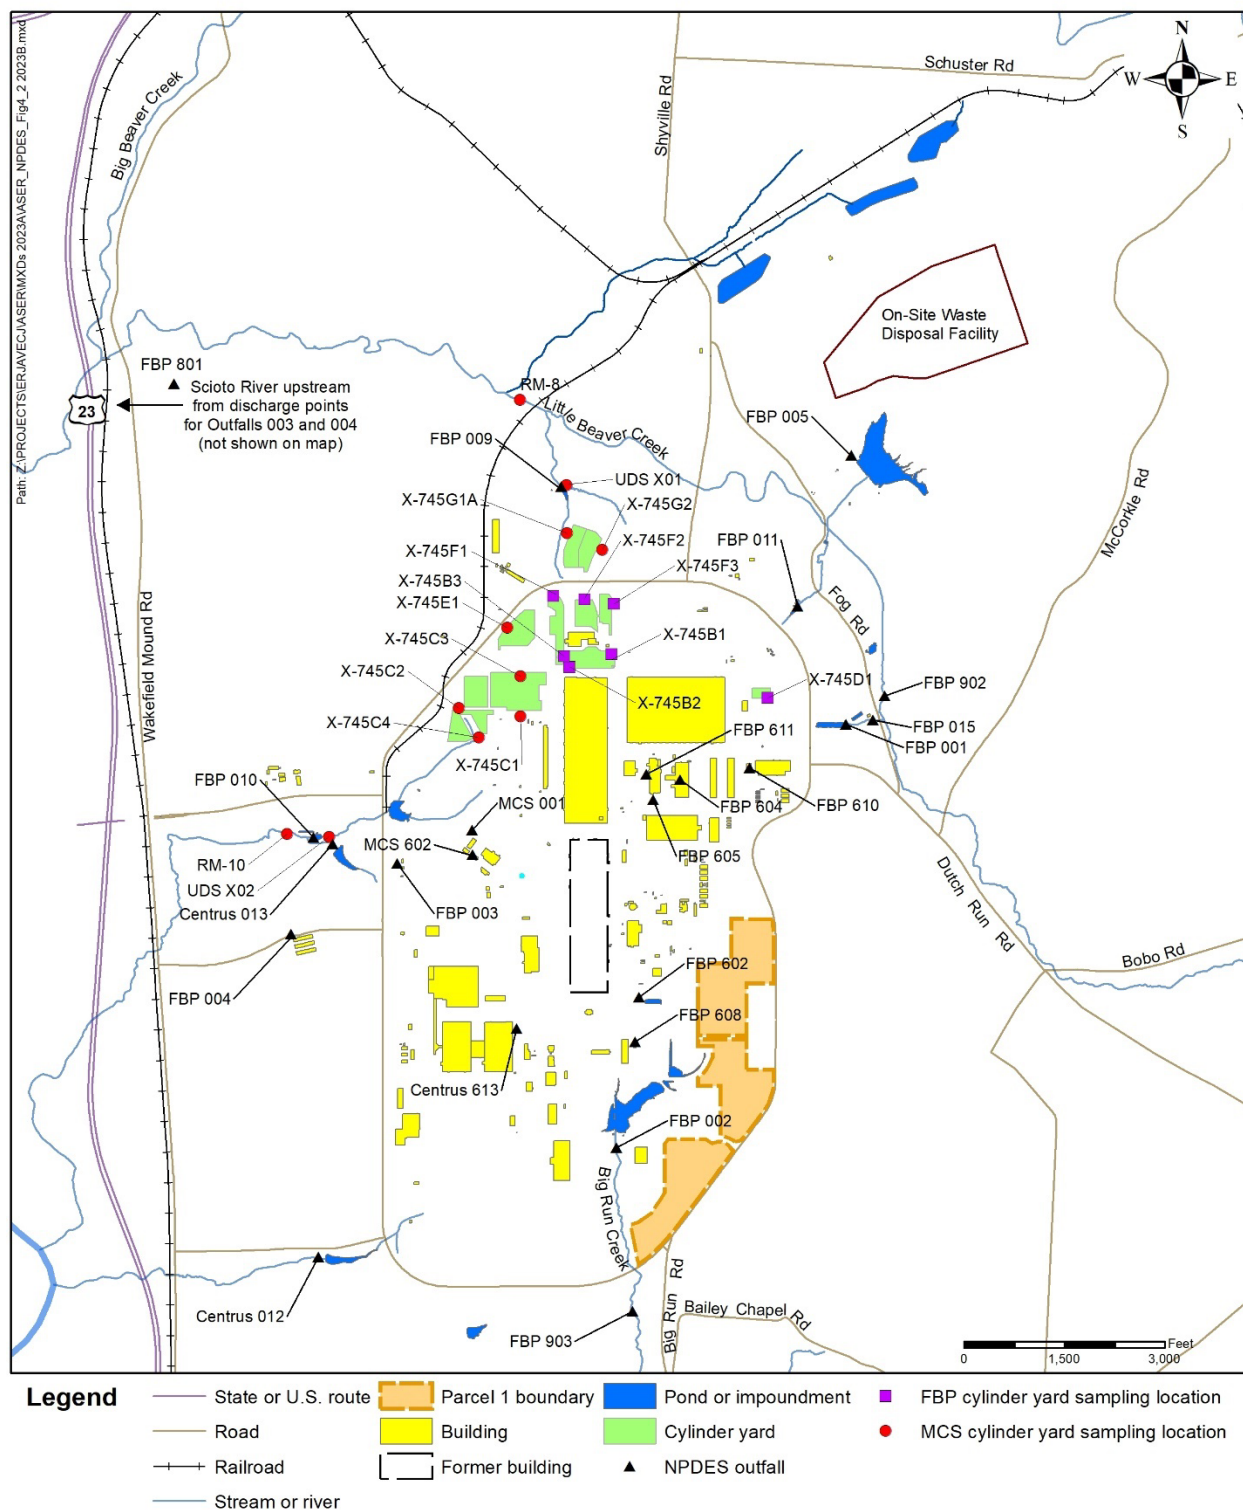 Path: Z:\PROJECTS\ERJAVECJ\ASER\MXDs 2023A\ASER_NPDES_Fig4_2 2023B.mxd
N
W
E
S
Schuster Rd
Shyville Rd
Big Beaver Creek
On-Site Waste
Disposal Facility
FBP 801
Scioto River upstream
from discharge points
for Outfalls 003 and 004
(not shown on map)
23
RM-8
Little Beaver Creek
FBP 005
FBP 009
UDS X01
X-745G1A
X-745G2
McCorkle Rd
X-745F2
X-745F1
FBP 011
X-745F3
X-745B3
X-745E1
Fog Rd
X-745C3
X-745B1
Wakefield Mound Rd
X-745C2
X-745D1
FBP 902
X-745B2
X-745C4
FBP 015
FBP 611
FBP 001
X-745C1
FBP 010
MCS 001
FBP 604
FBP 610
MCS 602
FBP 605
RM-10
UDS X02
Centrus 013
FBP 003
Dutch Run Rd
Bobo Rd
FBP 602
FBP 004
FBP 608
Centrus 613
FBP 002
Big Run Creek
Big Run Rd
Centrus 012
Bailey Chapel Rd
FBP 903
Feet
0
1,500
3,000
Legend
State or U.S. route
Parcel 1 boundary
Pond or impoundment
FBP cylinder yard sampling location
Road
Building
Cylinder yard
MCS cylinder yard sampling location
Railroad
Former building
NPDES outfall
Stream or river